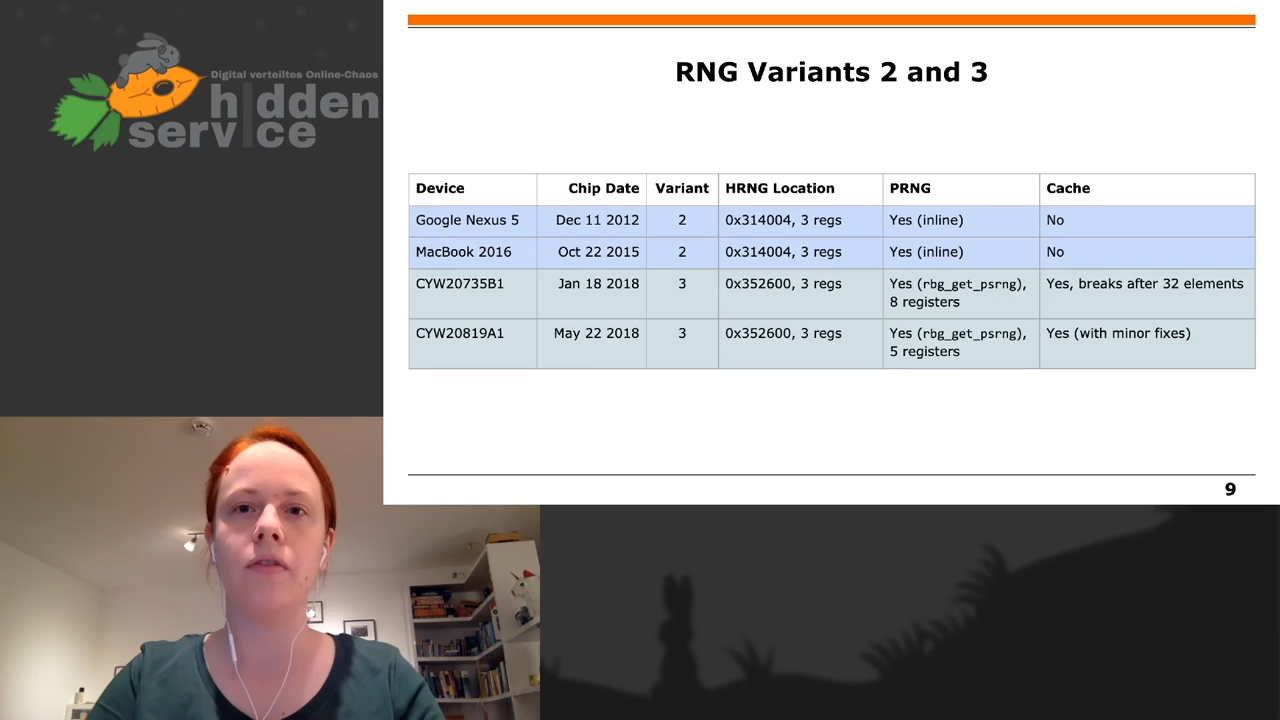 Digital verteiltes Online-Chaos
h|dden
serv|ce
RNG Variants 2 and 3
Device Chip Date Variant HRNG Location PRNG Cache
Google Nexus 5 Dec 11 2012 2 0x314004, 3 regs Yes (inline) No
MacBook 2016 Oct 22 2015 2 0x314004, 3 regs Yes (inline) No
CYW20735B1 Jan 18 2018 3 0x352600, 3 regs Yes (rbg_get_psrng), Yes, breaks after 32 elements
8 registers
CYW20819A1 May 22 2018 3 0x352600, 3 regs Yes (rbg_get_psrng), Yes (with minor fixes)
5 registers
9